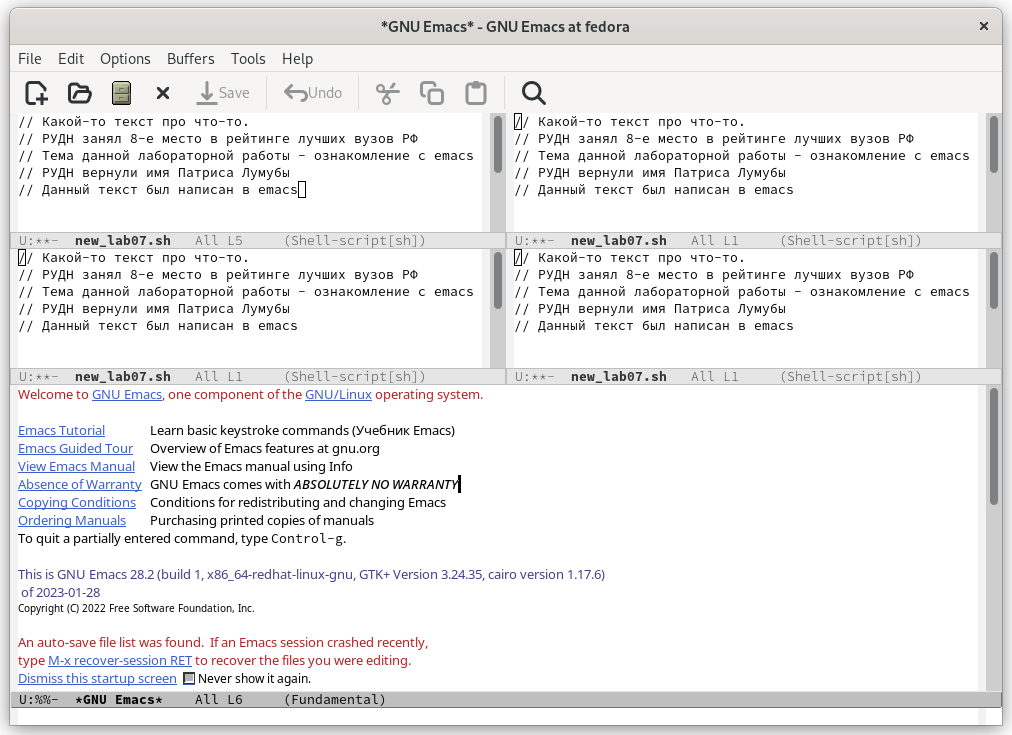 *GNU Emacs* - GNU Emacs at fedora
File Edit Options Buffers Tools Help
Save Undo
// Какой-то текст про что-то.
// РУДН занял 8-е место в рейтинге лучших вузов РФ
// Тема данной лабораторной работы - ознакомление с emacs
// РУДН вернули имя Патриса Лумубы
// Данный текст был написан в emacs
U:**- new_lab07.sh All L5 (Shell-script[sh])
// Какой-то текст про что-то.
// РУДН занял 8-е место в рейтинге лучших вузов РФ
// Тема данной лабораторной работы - ознакомление с emacs
// РУДН вернули имя Патриса Лумубы
// Данный текст был написан в emacs
U:**- new_lab07.sh All L1 (Shell-script[sh])
// Какой-то текст про что-то.
// РУДН занял 8-е место в рейтинге лучших вузов РФ
// Тема данной лабораторной работы - ознакомление с emacs
// РУДН вернули имя Патриса Лумубы
// Данный текст был написан в emacs
U:**- new_lab07.sh All L1 (Shell-script[sh])
// Какой-то текст про что-то.
// РУДН занял 8-е место в рейтинге лучших вузов РФ
// Тема данной лабораторной работы - ознакомление с emacs
// РУДН вернули имя Патриса Лумубы
// Данный текст был написан в emacs
U:**- new_lab07.sh All L1 (Shell-script[sh])
Welcome to GNU Emacs, one component of the GNU/Linux operating system.
Emacs Tutorial Learn basic keystroke commands (Учебник Emacs)
Emacs Guided Tour Overview of Emacs features at gnu.org
View Emacs Manual View the Emacs manual using Info
Absence of Warranty GNU Emacs comes with ABSOLUTELY NO WARRANTY
Copying Conditions Conditions for redistributing and changing Emacs
Ordering Manuals Purchasing printed copies of manuals
To quit a partially entered command, type Control-g.
This is GNU Emacs 28.2 (build 1, x86_64-redhat-linux-gnu, GTK+ Version 3.24.35, cairo version 1.17.6)
of 2023-01-28
Copyright (C) 2022 Free Software Foundation, Inc.
An auto-save file list was found. If an Emacs session crashed recently,
type M-x recover-session RET to recover the files you were editing.
Dismiss this startup screen Never show it again.
U:%%- *GNU Emacs* All L6 (Fundamental)